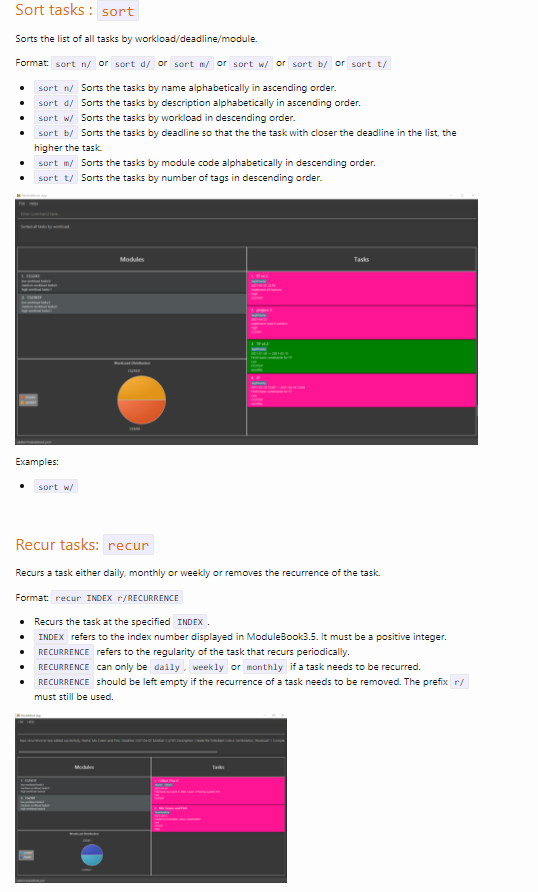 Sort tasks : sort
Sorts the list of all tasks by workload/deadline/module.
Format: sort n/ or sort d/ or sort m/ or sort w/ or sort b/ or sort t/
sort n/ Sorts the tasks by name alphabetically in ascending order.
sort d/ Sorts the tasks by description alphabetically in ascending order.
sort w/ Sorts the tasks by workload in descending order.
sort b/ Sorts the tasks by deadline so that the the task with closer the deadline in the list, the
higher the task.
sort m/ Sorts the tasks by module code alphabetically in descending order.
sort t/ Sorts the tasks by number of tags in descending order.
File Help
Sorted all tasks by workload
Modules
Tasks
Workload Distribution
Examples:
sort w/
Recur tasks: recur
Recurs a task either daily, monthly or weekly or removes the recurrence of the task.
Format: recur INDEX r/RECURRENCE
Recurs the task at the specified INDEX .
INDEX refers to the index number displayed in ModuleBook3.5. It must be a positive integer.
RECURRENCE refers to the regularity of the task that recurs periodically.
RECURRENCE can only be daily , weekly or monthly if a task needs to be recurred.
RECURRENCE should be left empty if the recurrence of a task needs to be removed. The prefix r/
must still be used.
Modules
Tasks
Workload Distribution